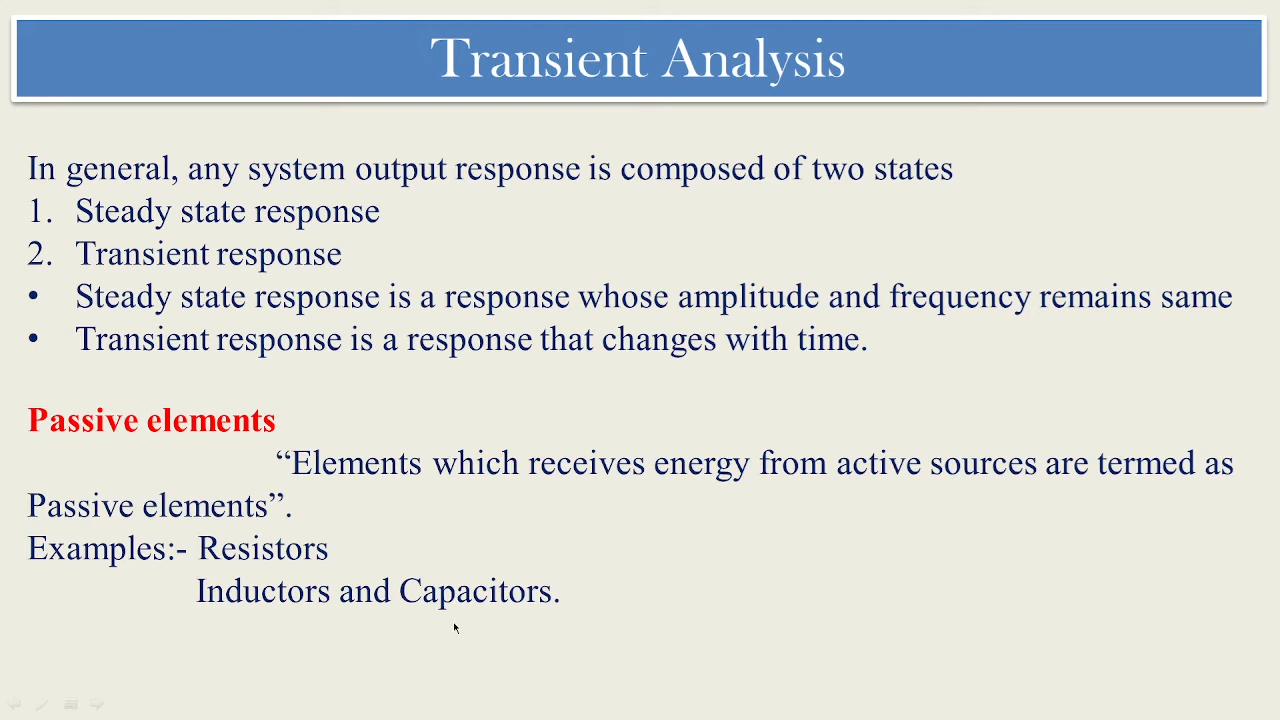 Transient Analysis
In general, any system output response is composed of two states
1. Steady state response
2. Transient response
• Steady state response is a response whose amplitude and frequency remains same
• Transient response is a response that changes with time.
Passive elements
“Elements which receives energy from active sources are termed as
Passive elements”.
Examples:- Resistors
Inductors and Capacitors.